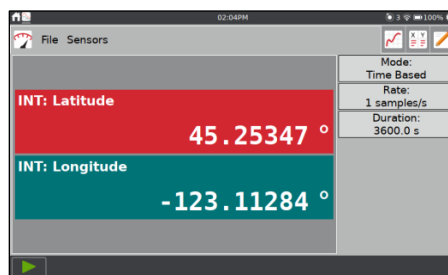 02:04PM
3
100%
File Sensors
X Y
Mode:
Time Based
Rate:
1 samples/s
Duration:
3600.0 s
INT: Latitude
45.25347 °
INT: Longitude
-123.11284 °